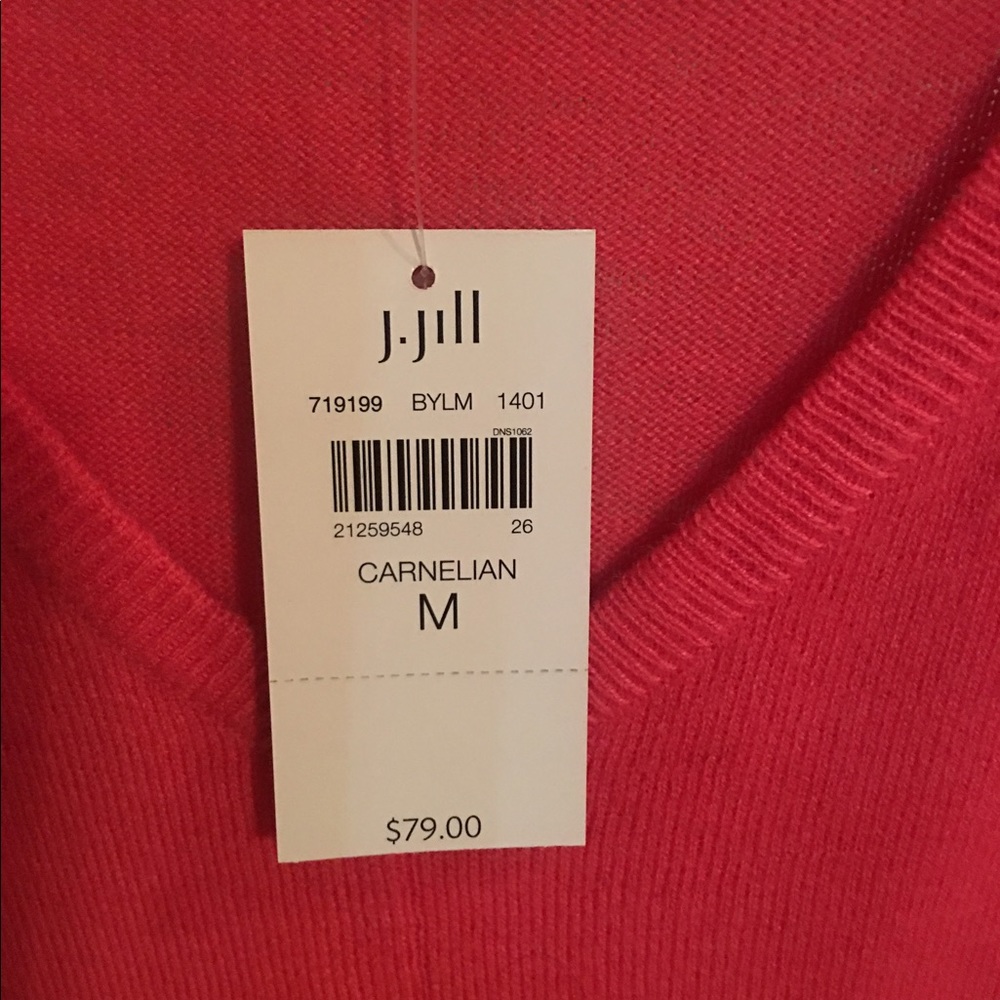 J.Jill
719199 BYLM 1401
DNS1062
21259548 26
CARNELIAN
M
$79.00